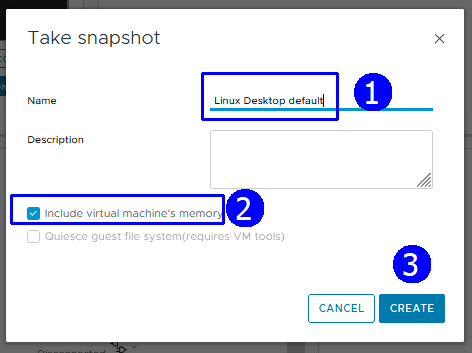 Take snapshot
Name
Linux Desktop default
1
Description
Include virtual machine's memory
2
Quiesce guest file system(requires VM tools)
3
CANCEL
CREATE